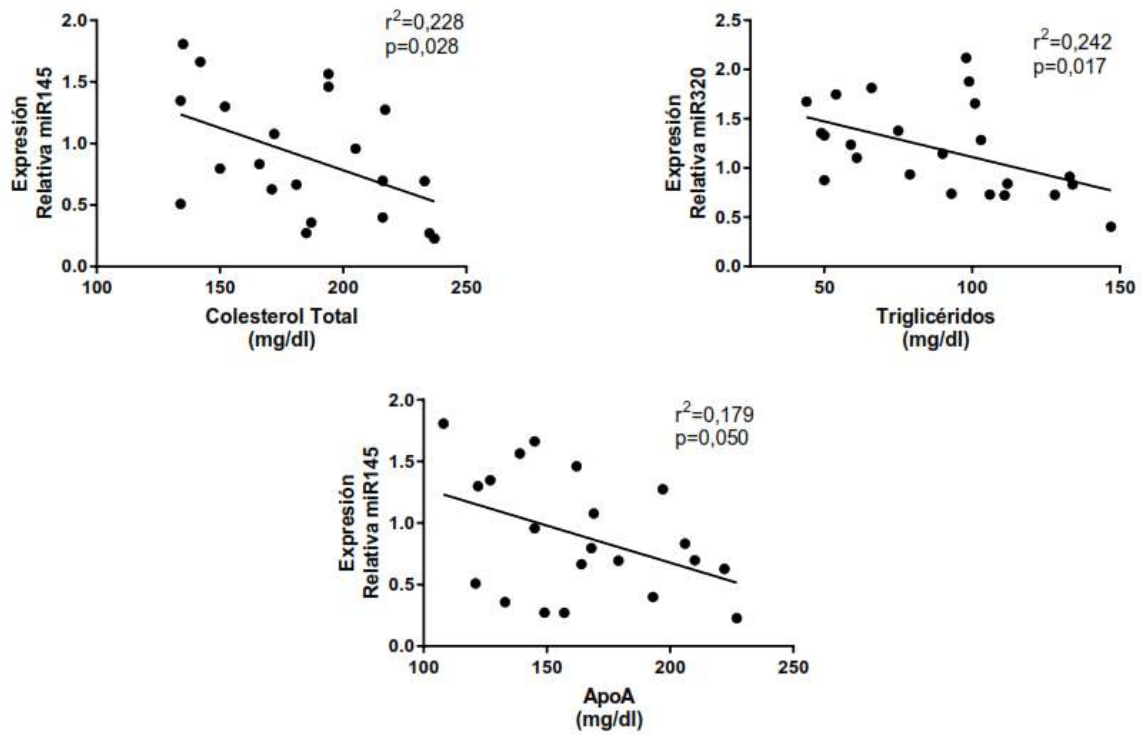 r²=0,228
p=0,028
Expresión
Relativa miR145
2.0
1.5
1.0
0.5
0.0
100 150 200 250
Colesterol Total
(mg/dl)
r²=0,242
p=0,017
Expresión
Relativa miR320
2.5
2.0
1.5
1.0
0.5
0.0
50 100 150
Triglicéridos
(mg/dl)
r²=0,179
p=0,050
Expresión
Relativa miR145
2.0
1.5
1.0
0.5
0.0
100 150 200 250
ApoA
(mg/dl)